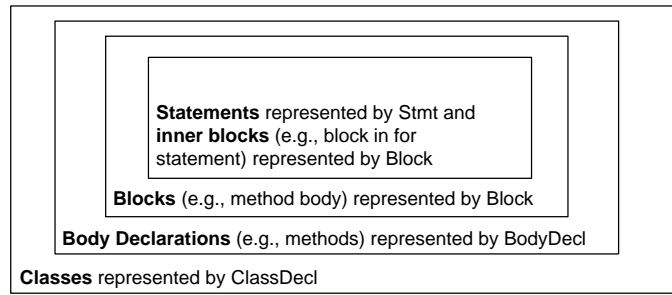 Statements represented by Stmt and
inner blocks (e.g., block in for
statement) represented by Block
Blocks (e.g., method body) represented by Block
Body Declarations (e.g., methods) represented by BodyDecl
Classes represented by ClassDecl